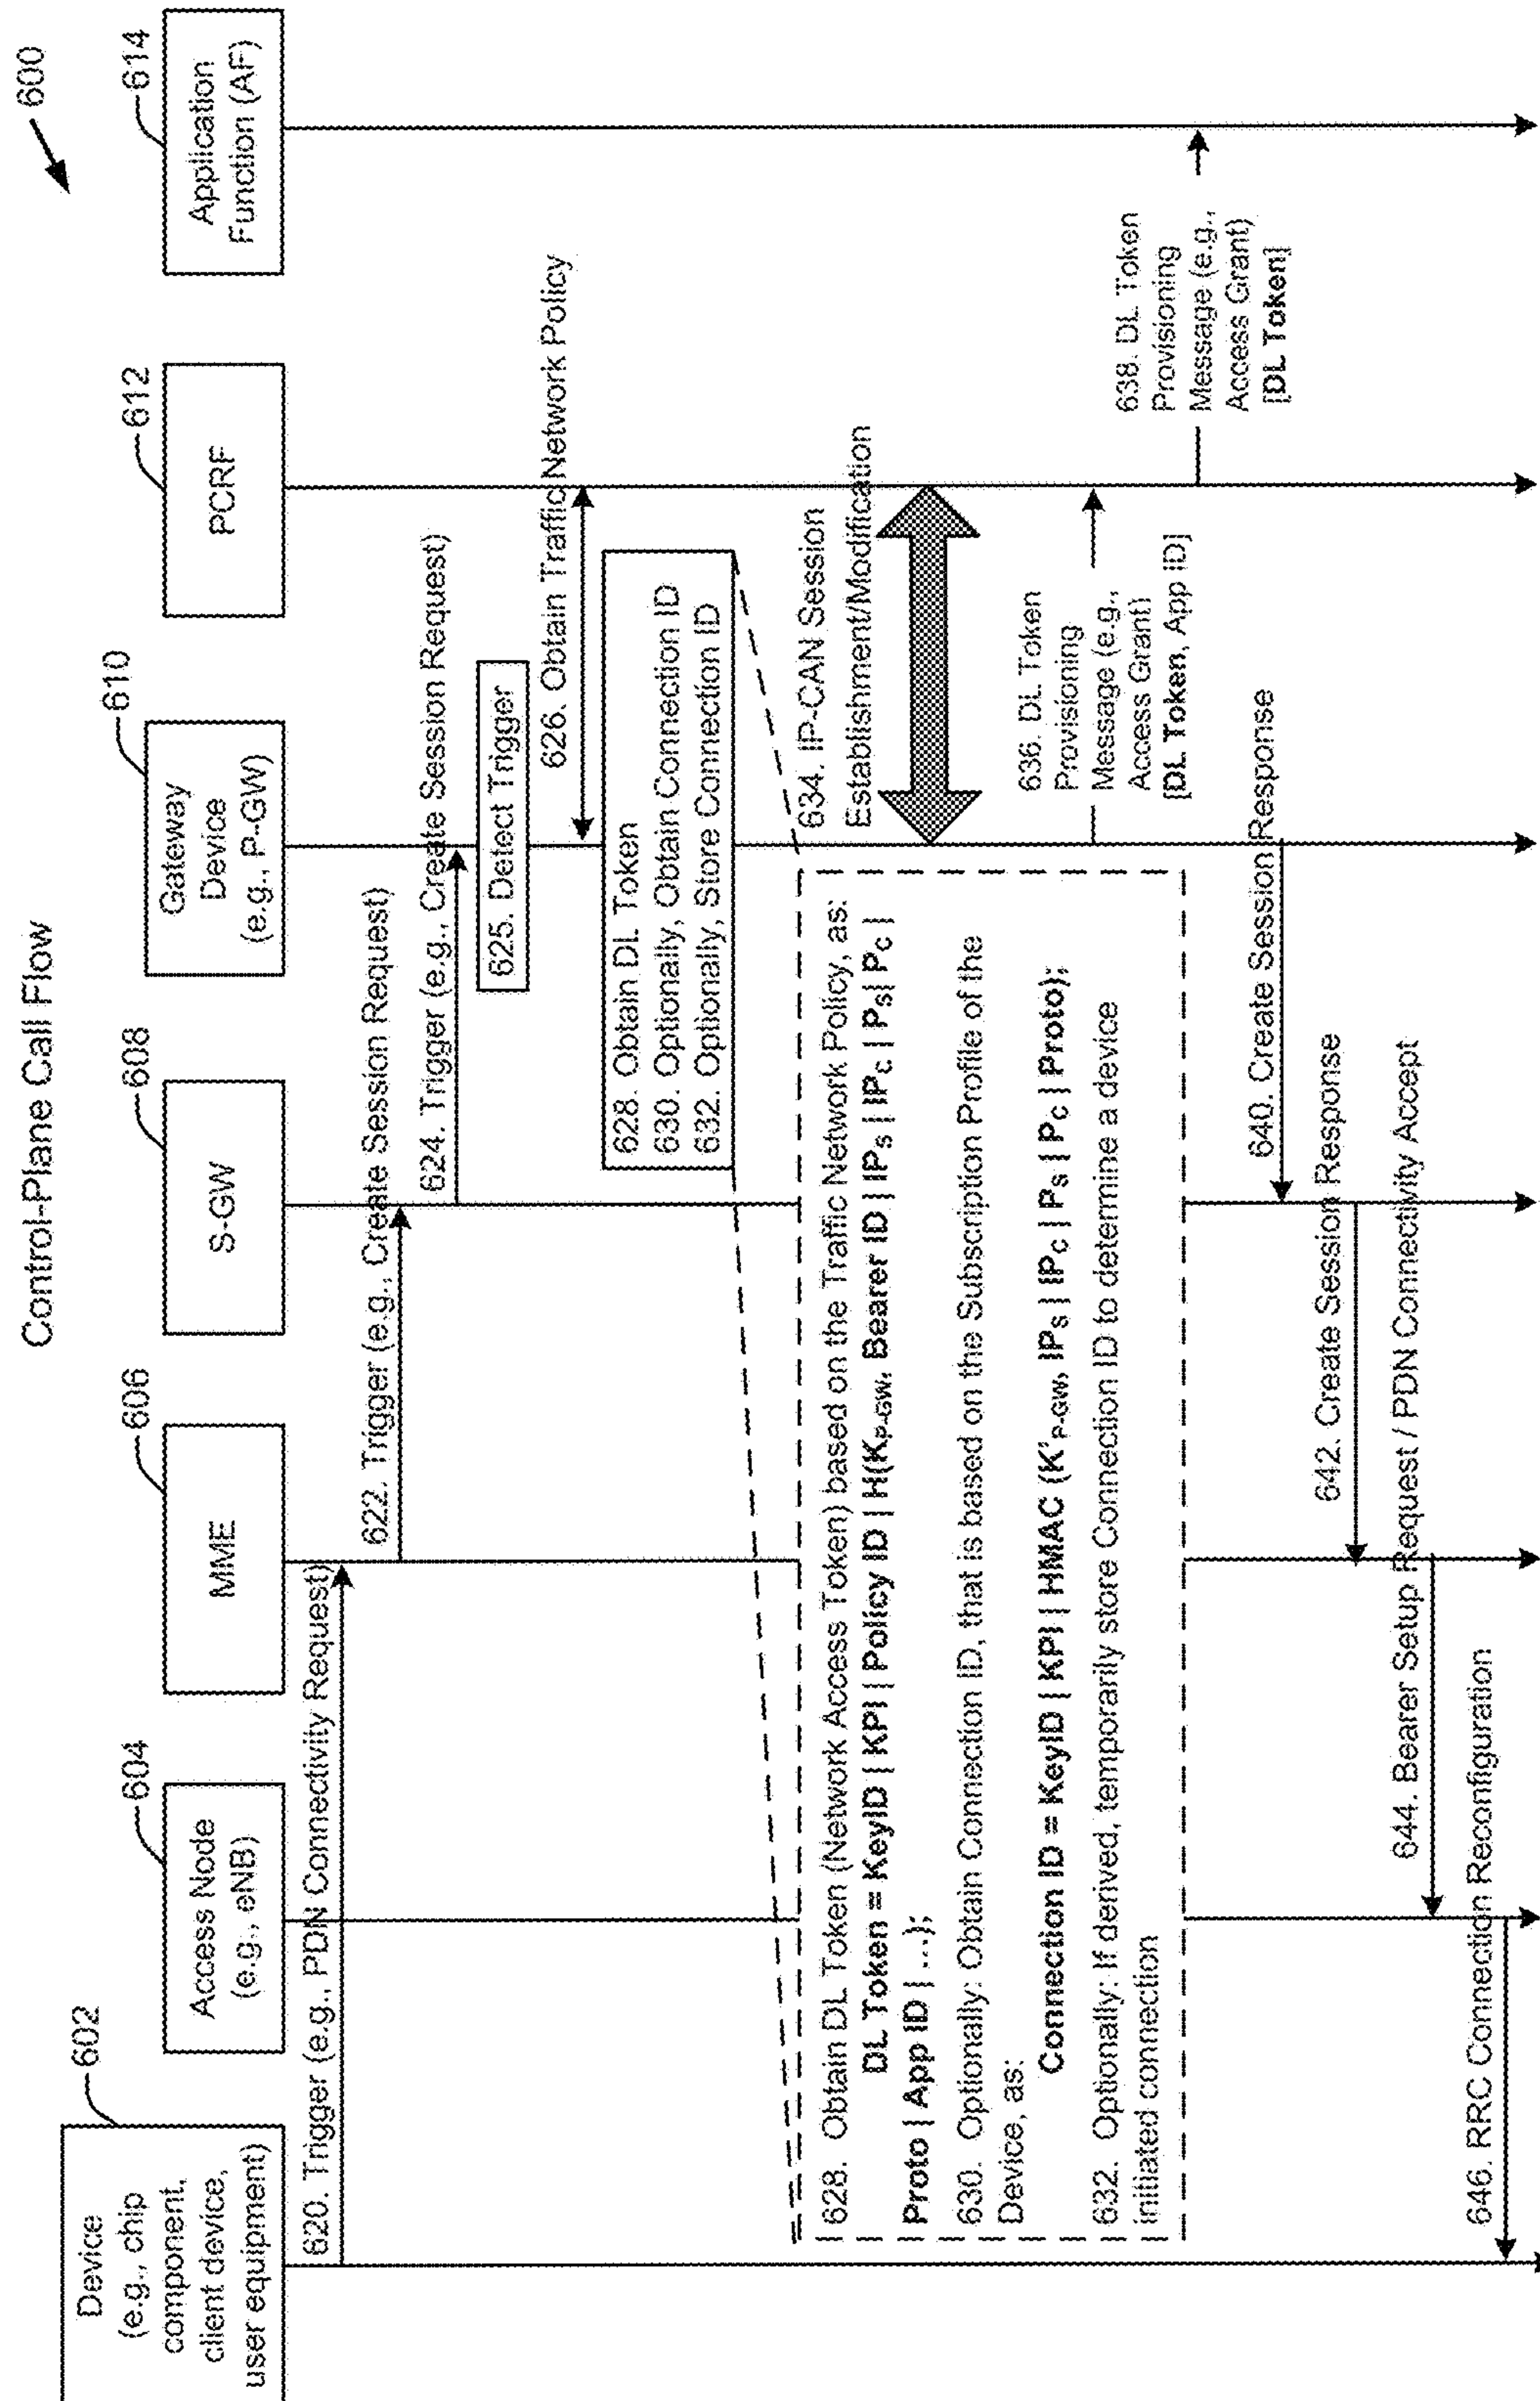 Control-Plane Call Flow
600
602
Device
(e.g., chip
component,
client device,
user equipment)
604
Access Node
(e.g., eNB)
606
MME
608
S-GW
610
Gateway
Device
(e.g., P-GW)
612
PCRF
614
Application
Function (AF)
620. Trigger (e.g., PDN Connectivity Request)
622. Trigger (e.g., Create Session Request)
624. Trigger (e.g., Create Session Request)
625. Detect Trigger
626. Obtain Traffic Network Policy
628. Obtain DL Token
630. Optionally, Obtain Connection ID
632. Optionally, Store Connection ID
628. Obtain DL Token (Network Access Token) based on the Traffic Network Policy, as:
DL Token = KeyID | KPI | Policy ID | H(KP-GW, Bearer ID | IPS | IPC | PS| PC |
Proto | App ID | ...);
630. Optionally: Obtain Connection ID, that is based on the Subscription Profile of the
Device, as:
Connection ID = KeyID | KPI | HMAC (K'P-GW, IPS | IPC | PS | PC | Proto);
632. Optionally: If derived, temporarily store Connection ID to determine a device
initiated connection
634. IP-CAN Session
Establishment/Modification
636. DL Token
Provisioning
Message (e.g.,
Access Grant)
[DL Token, App ID]
638. DL Token
Provisioning
Message (e.g.,
Access Grant)
[DL Token]
640. Create Session Response
642. Create Session Response
644. Bearer Setup Request / PDN Connectivity Accept
646. RRC Connection Reconfiguration